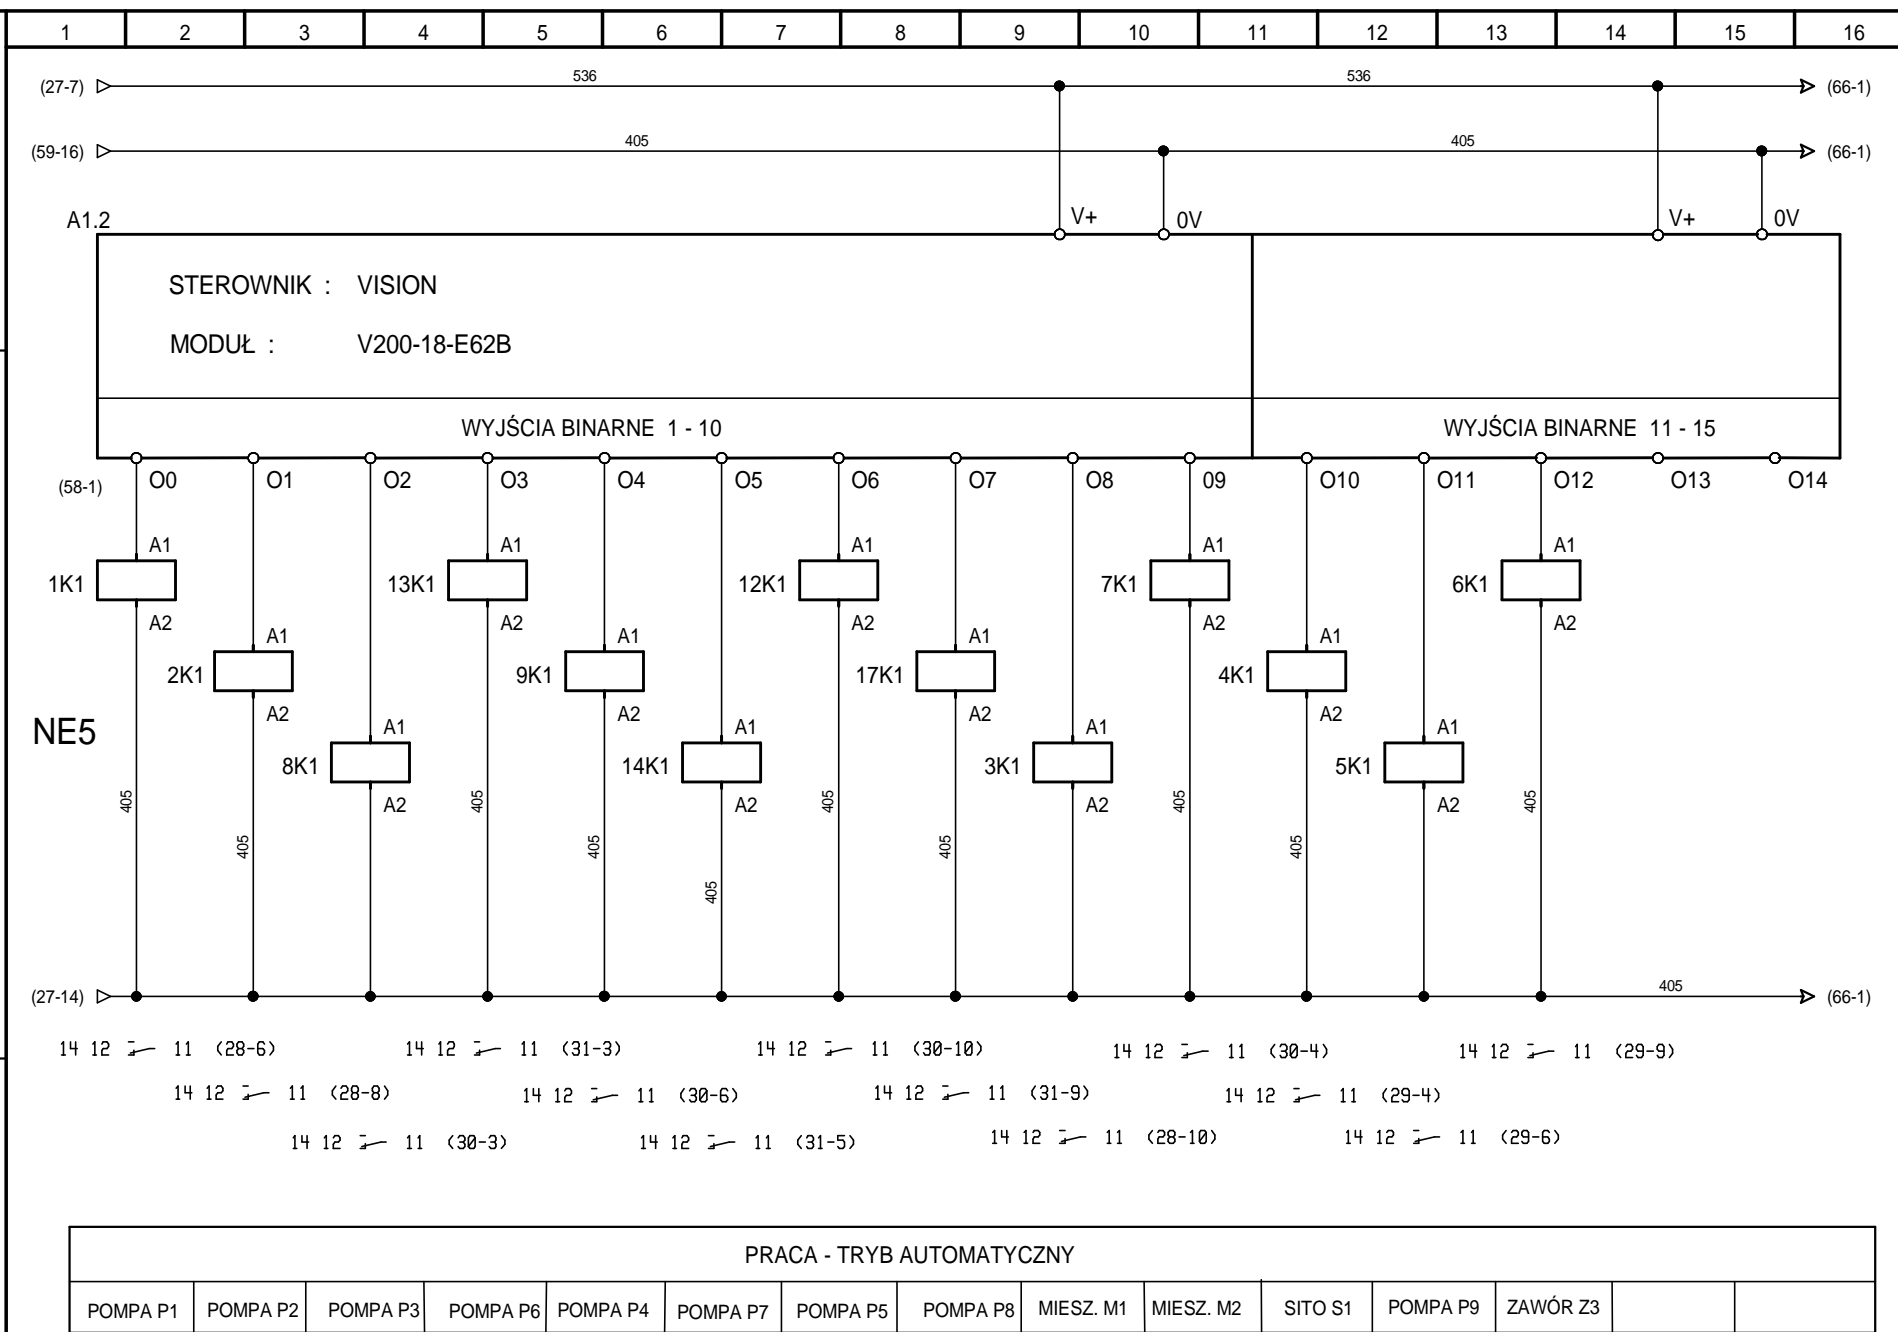 1 2 3 4 5 6 7 8 9 10 11 12 13 14 15 16
(27-7) 536 536 (66-1)
(59-16) 405 405 (66-1)
A1.2 V+ 0V V+ 0V
STEROWNIK : VISION
MODUŁ : V200-18-E62B
WYJŚCIA BINARNE 1 - 10 WYJŚCIA BINARNE 11 - 15
(58-1) O0 O1 O2 O3 O4 O5 O6 O7 O8 09 O10 O11 O12 O13 O14
A1 A1 A1 A1 A1
1K1 13K1 12K1 7K1 6K1
A2 A2 A2 A2 A2
A1 A1 A1 A1
2K1 9K1 17K1 4K1
A2 A2 A2 A2
NE5
A1 A1 A1 A1
8K1 14K1 3K1 5K1
A2 A2 A2 A2
405 405 405 405 405
405 405 405 405
405
(27-14) 405 (66-1)
14 12 11 (28-6) 14 12 11 (31-3) 14 12 11 (30-10) 14 12 11 (30-4) 14 12 11 (29-9)
14 12 11 (28-8) 14 12 11 (30-6) 14 12 11 (31-9) 14 12 11 (29-4)
14 12 11 (30-3) 14 12 11 (31-5) 14 12 11 (28-10) 14 12 11 (29-6)
PRACA - TRYB AUTOMATYCZNY
POMPA P1 POMPA P2 POMPA P3 POMPA P6 POMPA P4 POMPA P7 POMPA P5 POMPA P8 MIESZ. M1 MIESZ. M2 SITO S1 POMPA P9 ZAWÓR Z3